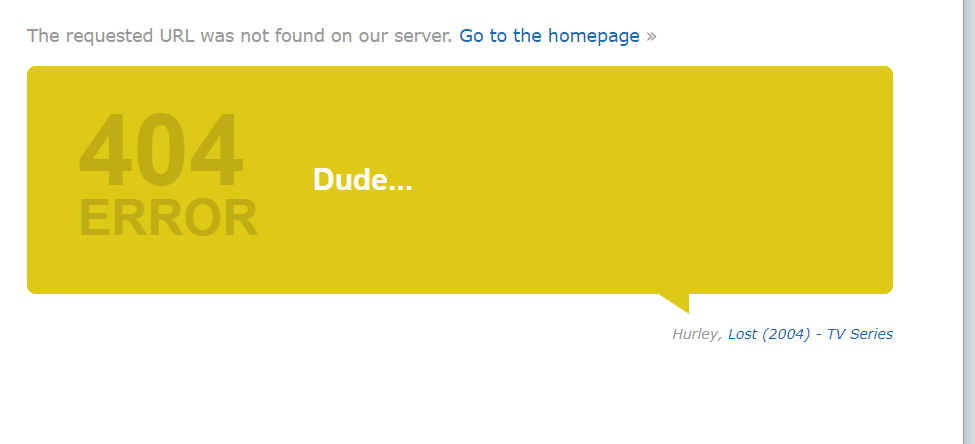 The requested URL was not found on our server. Go to the homepage »
404
ERROR
Dude...
Hurley, Lost (2004) - TV Series